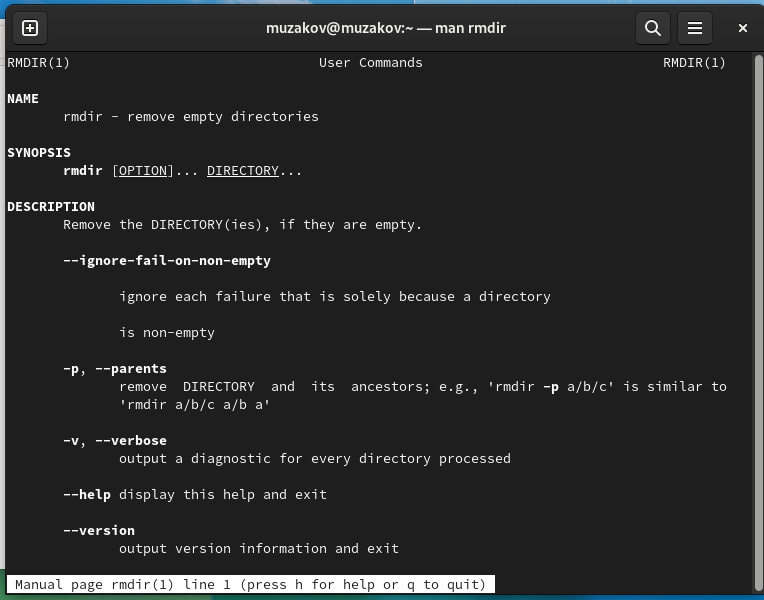 muzakov@muzakov:~ — man rmdir
RMDIR(1) User Commands RMDIR(1)
NAME
rmdir - remove empty directories
SYNOPSIS
rmdir [OPTION]... DIRECTORY...
DESCRIPTION
Remove the DIRECTORY(ies), if they are empty.
--ignore-fail-on-non-empty
ignore each failure that is solely because a directory
is non-empty
-p, --parents
remove DIRECTORY and its ancestors; e.g., 'rmdir -p a/b/c' is similar to
'rmdir a/b/c a/b a'
-v, --verbose
output a diagnostic for every directory processed
--help display this help and exit
--version
output version information and exit
Manual page rmdir(1) line 1 (press h for help or q to quit)